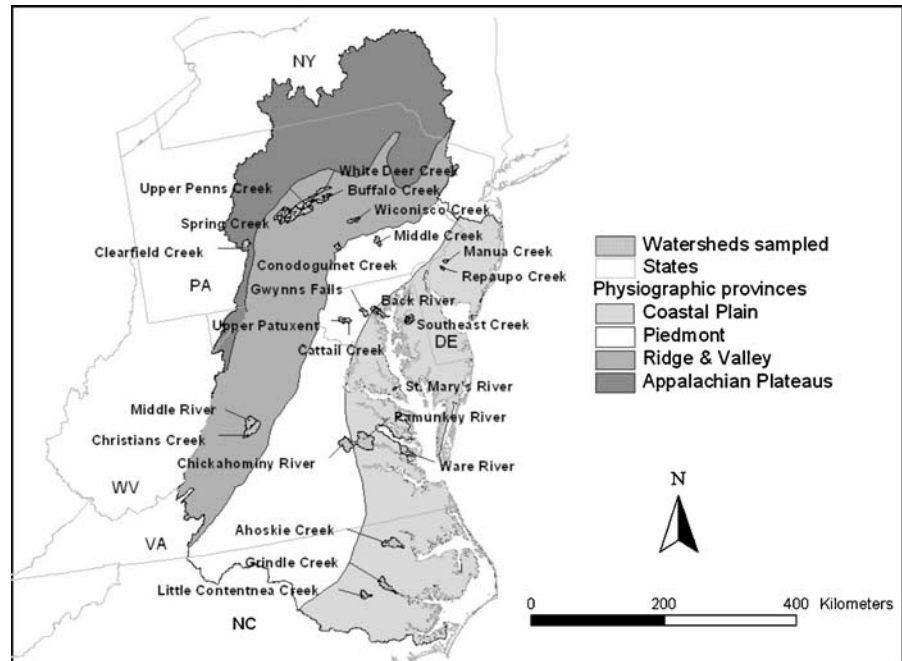 NY
White Deer Creek
Upper Penns Creek
Buffalo Creek
Wiconisco Creek
Spring Creek
Middle Creek
Clearfield Creek
Manua Creek
Conodoguinet Creek
Repaupo Creek
PA
Gwynns Falls
Back River
Upper Patuxent
Southeast Creek
DE
Cattail Creek
St. Mary's River
Middle River
Pamunkey River
Christians Creek
Chickahominy River
Ware River
WV
VA
Ahoskie Creek
Grindle Creek
Little Contentnea Creek
NC
Watersheds sampled
States
Physiographic provinces
Coastal Plain
Piedmont
Ridge & Valley
Appalachian Plateaus
N
0 200 400 Kilometers